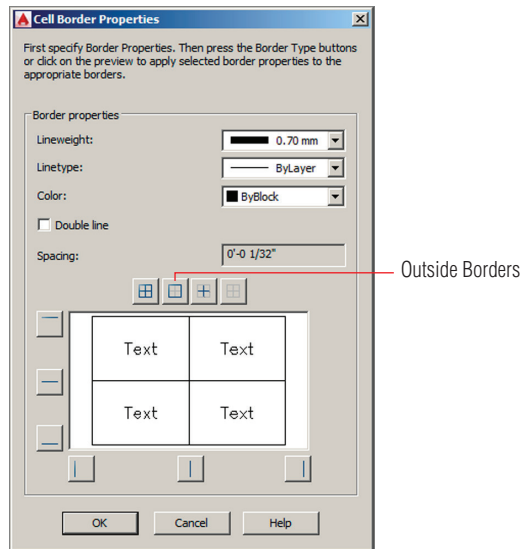 Cell Border Properties
First specify Border Properties. Then press the Border Type buttons
or click on the preview to apply selected border properties to the
appropriate borders.
Border properties
Lineweight:
0.70 mm
Linetype:
ByLayer
Color:
ByBlock
Double line
Spacing:
0'-0 1/32"
Outside Borders
Text Text
Text Text
OK Cancel Help